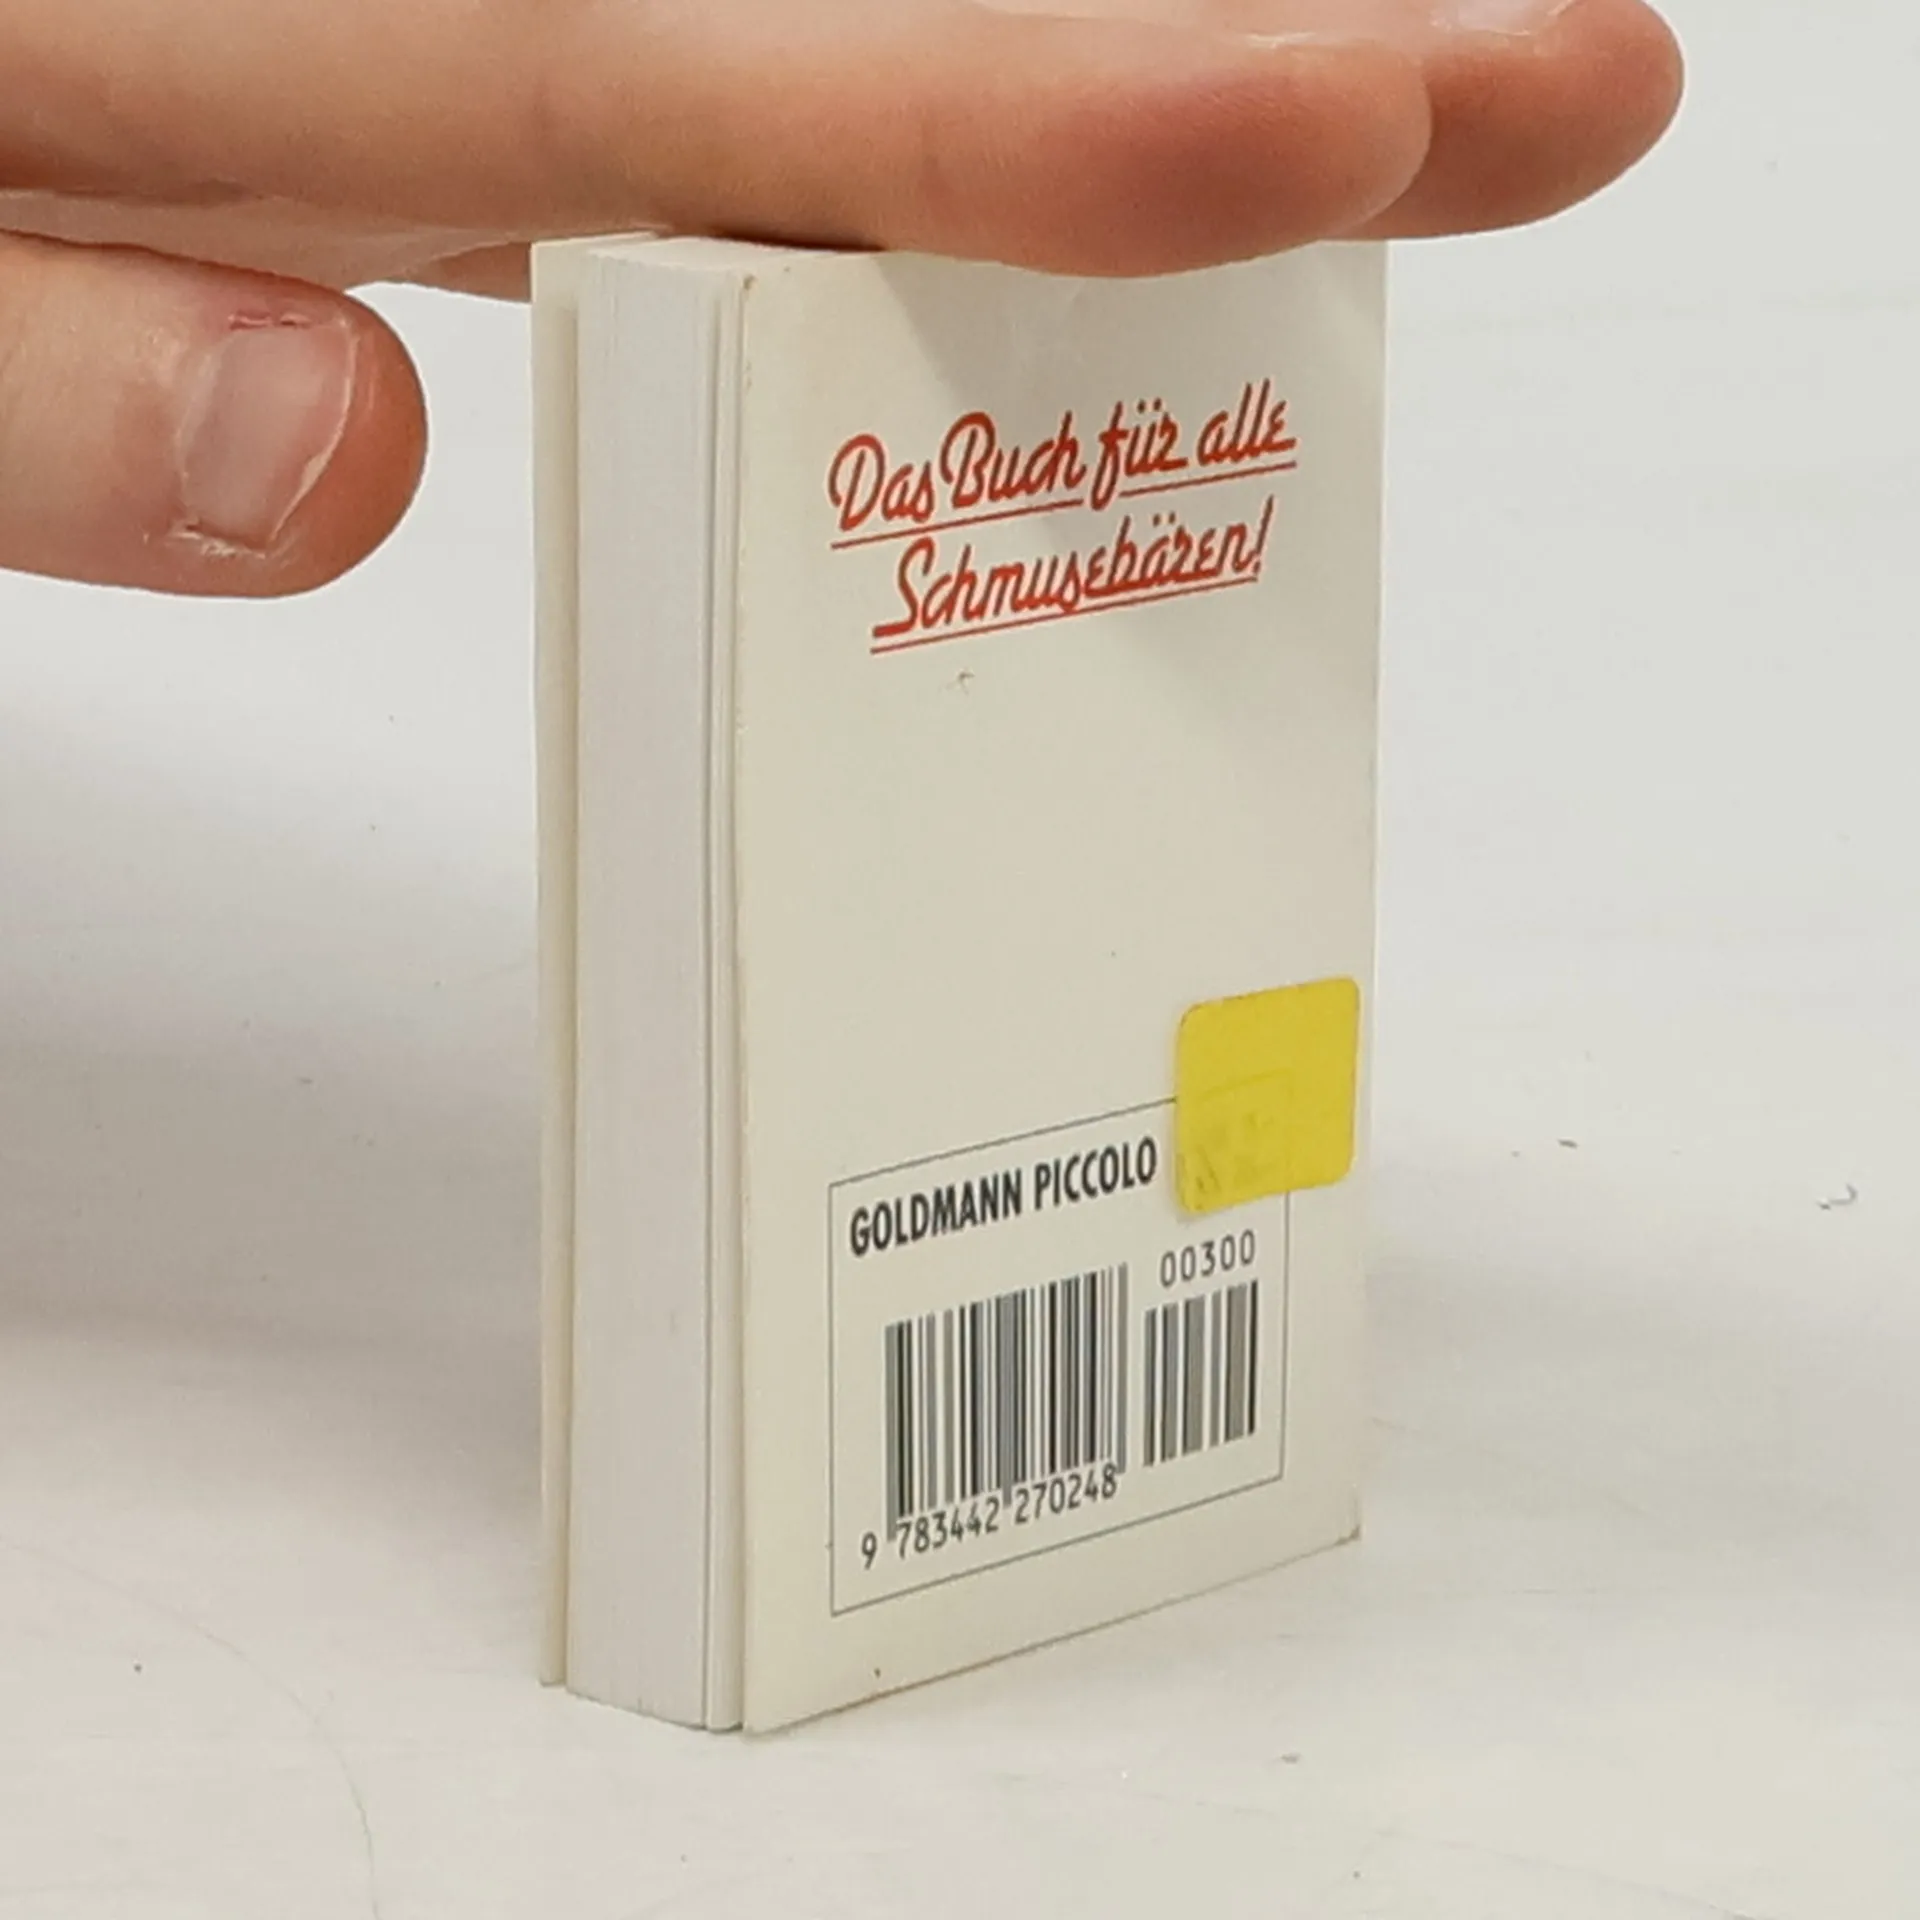 Das Buch für alle
Schmusebären!
GOLDMANN PICCOLO
00300
9 783442 270248